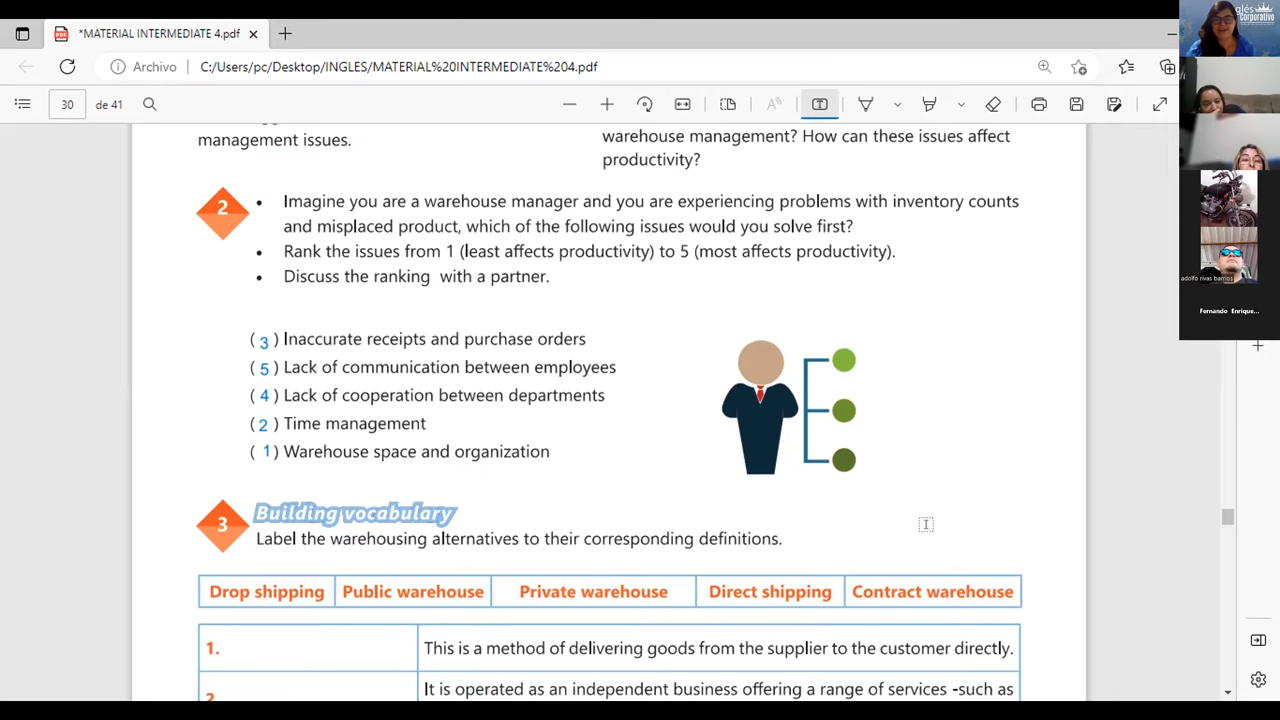 *MATERIAL INTERMEDIATE 4.pdf
Archivo
C:/Users/pc/Desktop/INGLES/MATERIAL%20INTERMEDIATE%204.pdf
30 de 41
management issues.
warehouse management? How can these issues affect
productivity?
2
• Imagine you are a warehouse manager and you are experiencing problems with inventory counts
and misplaced product, which of the following issues would you solve first?
• Rank the issues from 1 (least affects productivity) to 5 (most affects productivity).
• Discuss the ranking with a partner.
( 3 ) Inaccurate receipts and purchase orders
( 5 ) Lack of communication between employees
( 4 ) Lack of cooperation between departments
( 2 ) Time management
( 1 ) Warehouse space and organization
3
Building vocabulary
Label the warehousing alternatives to their corresponding definitions.
Drop shipping Public warehouse Private warehouse Direct shipping Contract warehouse
1. This is a method of delivering goods from the supplier to the customer directly.
2. It is operated as an independent business offering a range of services -such as
Corporativo
adolfo rivas barrios
Fernando Enrique...